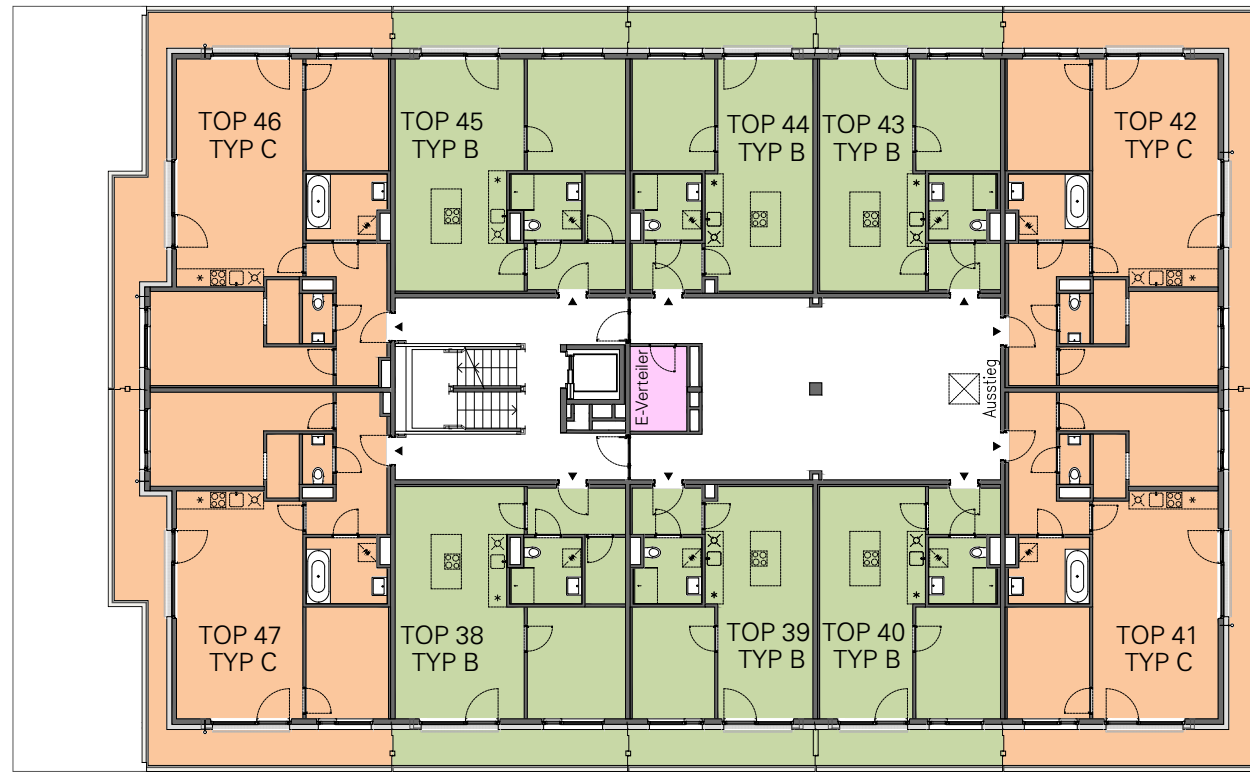 TOP 46
TYP C
TOP 45
TYP B
TOP 44
TYP B
TOP 43
TYP B
TOP 42
TYP C
E-Verteiler
Ausstieg
TOP 47
TYP C
TOP 38
TYP B
TOP 39
TYP B
TOP 40
TYP B
TOP 41
TYP C